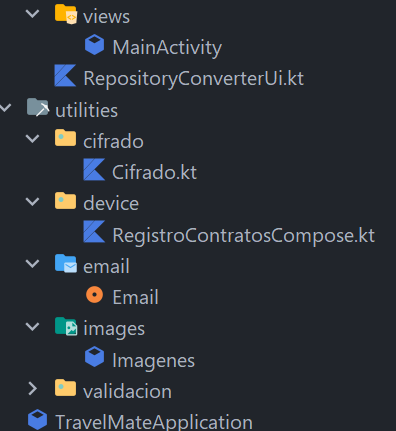 views
MainActivity
RepositoryConverterUi.kt
utilities
cifrado
Cifrado.kt
device
RegistroContratosCompose.kt
email
Email
images
Imagenes
validacion
TravelMateApplication